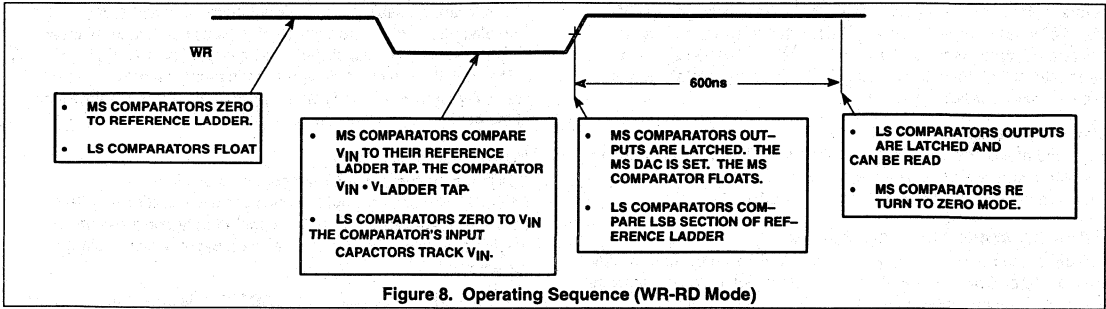 WR
600ns
• MS COMPARATORS ZERO
TO REFERENCE LADDER.
• LS COMPARATORS FLOAT
• MS COMPARATORS COMPARE
VIN TO THEIR REFERENCE
LADDER TAP. THE COMPARATOR
VIN • VLADDER TAP.
• LS COMPARATORS ZERO TO VIN
THE COMPARATOR'S INPUT
CAPACTORS TRACK VIN.
• MS COMPARATORS OUT–
PUTS ARE LATCHED. THE
MS DAC IS SET. THE MS
COMPARATOR FLOATS.
• LS COMPARATORS COM–
PARE LSB SECTION OF REF–
ERENCE LADDER
• LS COMPARATORS OUTPUTS
ARE LATCHED AND
CAN BE READ
• MS COMPARATORS RE
TURN TO ZERO MODE.
Figure 8. Operating Sequence (WR-RD Mode)